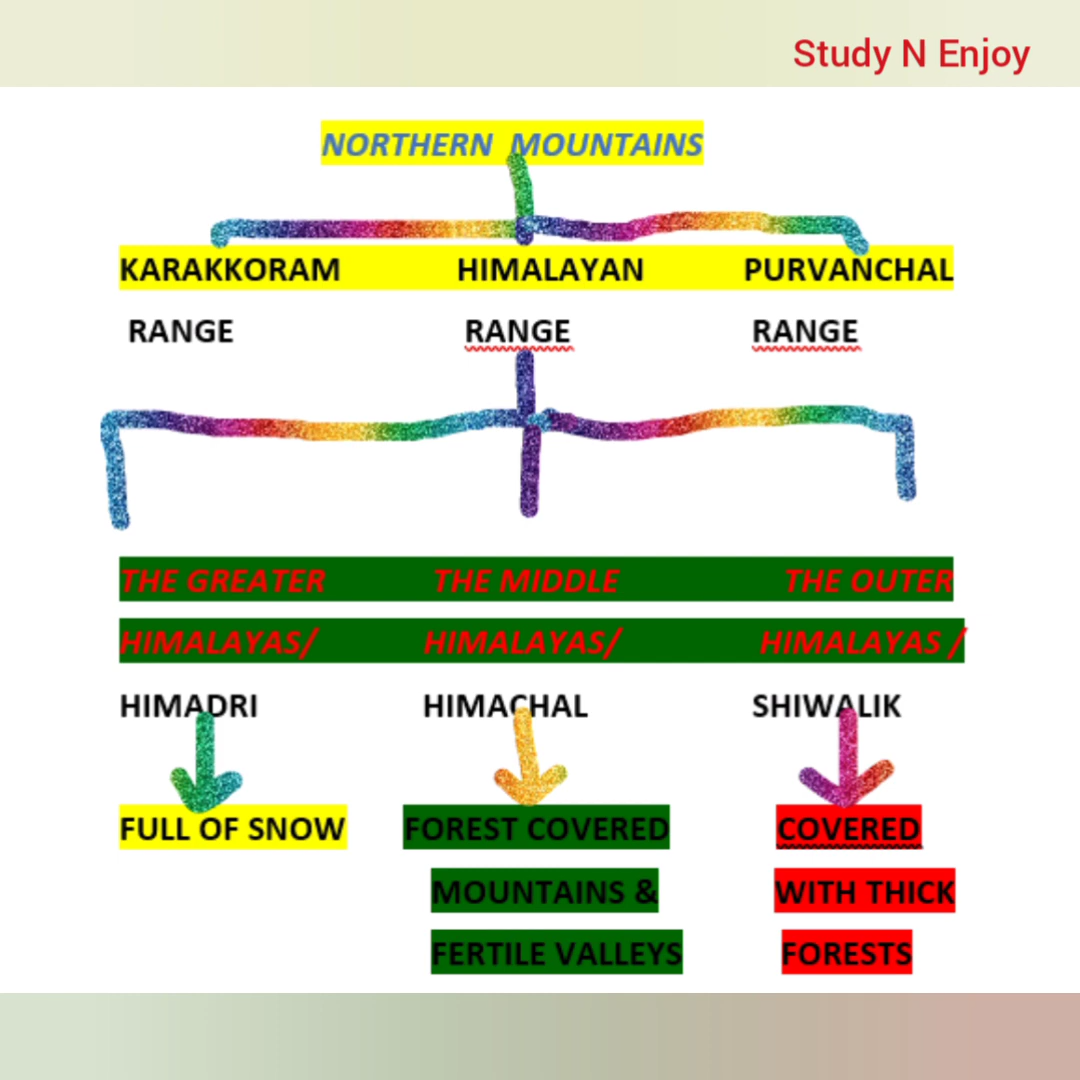 Study N Enjoy
NORTHERN MOUNTAINS
KARAKKORAM HIMALAYAN PURVANCHAL
RANGE RANGE RANGE
THE GREATER THE MIDDLE THE OUTER
HIMALAYAS/ HIMALAYAS/ HIMALAYAS /
HIMADRI HIMACHAL SHIWALIK
FULL OF SNOW FOREST COVERED COVERED
MOUNTAINS & WITH THICK
FERTILE VALLEYS FORESTS